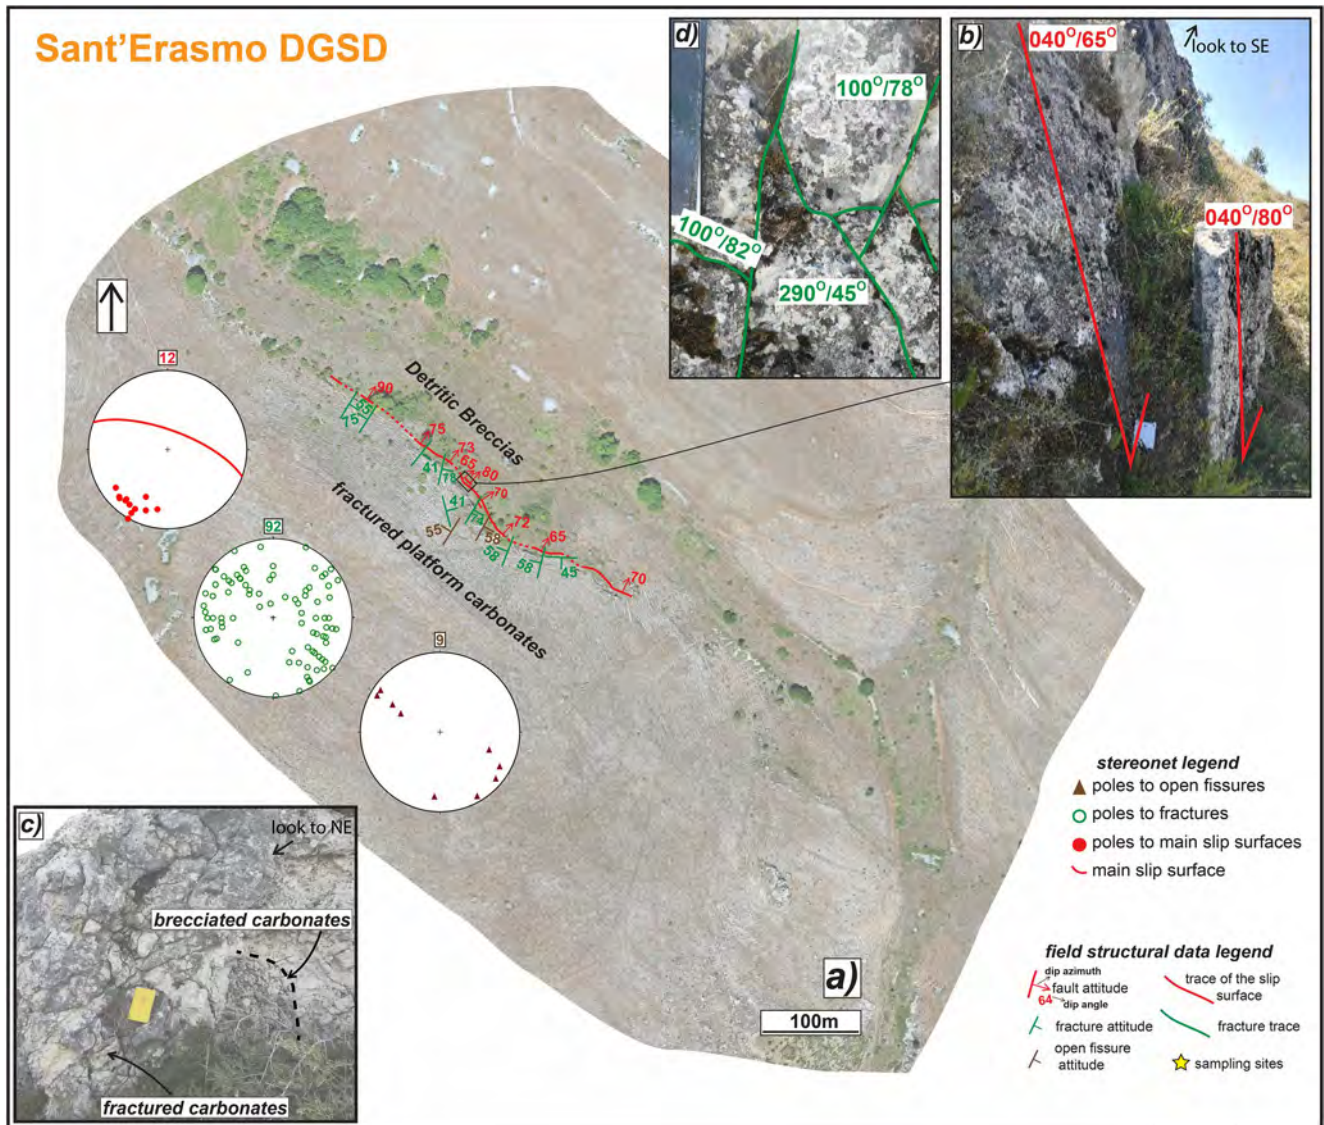 Sant'Erasmo DGSD
d)
100°/78°
100°/82°
290°/45°
b)
look to SE
040°/65°
040°/80°
12
92
9
Detritic Breccias
fractured platform carbonates
90
55
75
75
41
73
65
80
78
70
41
74
55
58
72
58
65
58
45
70
c)
look to NE
brecciated carbonates
fractured carbonates
a)
100m
stereonet legend
poles to open fissures
poles to fractures
poles to main slip surfaces
main slip surface
field structural data legend
dip azimuth
fault attitude
64
dip angle
trace of the slip
surface
fracture attitude
fracture trace
open fissure
attitude
sampling sites